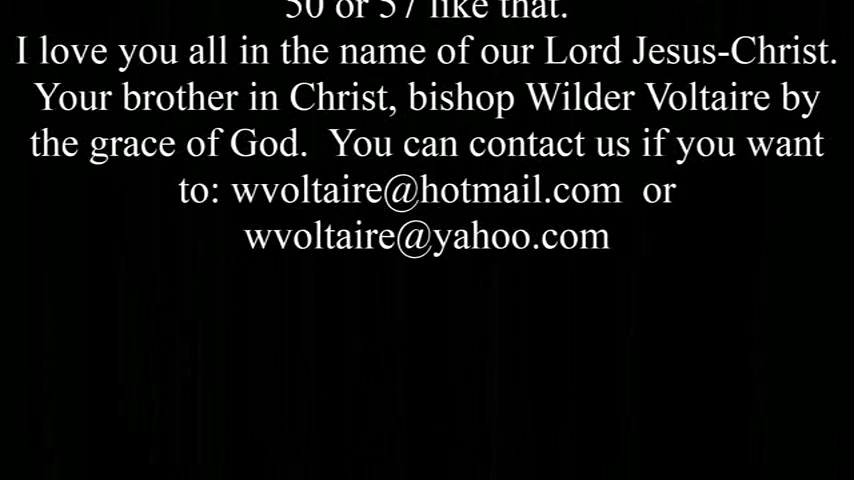 50 or 57 like that.
I love you all in the name of our Lord Jesus-Christ.
Your brother in Christ, bishop Wilder Voltaire by
the grace of God.  You can contact us if you want
to: wvoltaire@hotmail.com  or
wvoltaire@yahoo.com